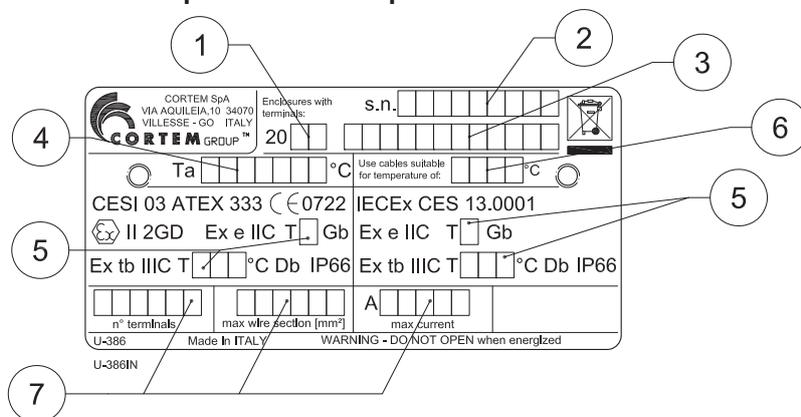 1
2
3
4
6
5
5
7
CORTEM SpA
VIA AQUILEIA,10 34070
VILLESSE - GO ITALY
CORTEM GROUP ™
Enclosures with
terminals:
s.n.
20
Ta °C
Use cables suitable
for temperature of: °C
CESI 03 ATEX 333 CE 0722
IECEx CES 13.0001
Ex II 2GD Ex e IIC T Gb
Ex e IIC T Gb
Ex tb IIIC T °C Db IP66
Ex tb IIIC T °C Db IP66
n° terminals
max wire section [mm²]
A
max current
U-386 Made In ITALY WARNING - DO NOT OPEN when energized
U-386IN